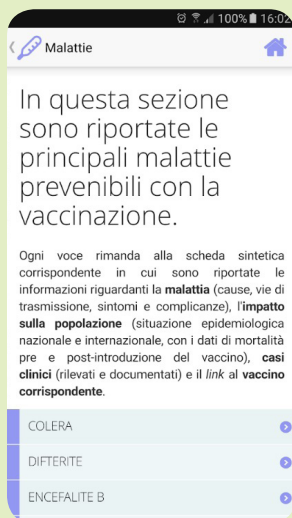 100% 16:02
Malattie
In questa sezione
sono riportate le
principali malattie
prevenibili con la
vaccinazione.
Ogni voce rimanda alla scheda sintetica
corrispondente in cui sono riportate le
informazioni riguardanti la malattia (cause, vie di
trasmissione, sintomi e complicanze), l'impatto
sulla popolazione (situazione epidemiologica
nazionale e internazionale, con i dati di mortalità
pre e post-introduzione del vaccino), casi
clinici (rilevati e documentati) e il link al vaccino
corrispondente.
COLERA
DIFTERITE
ENCEFALITE B